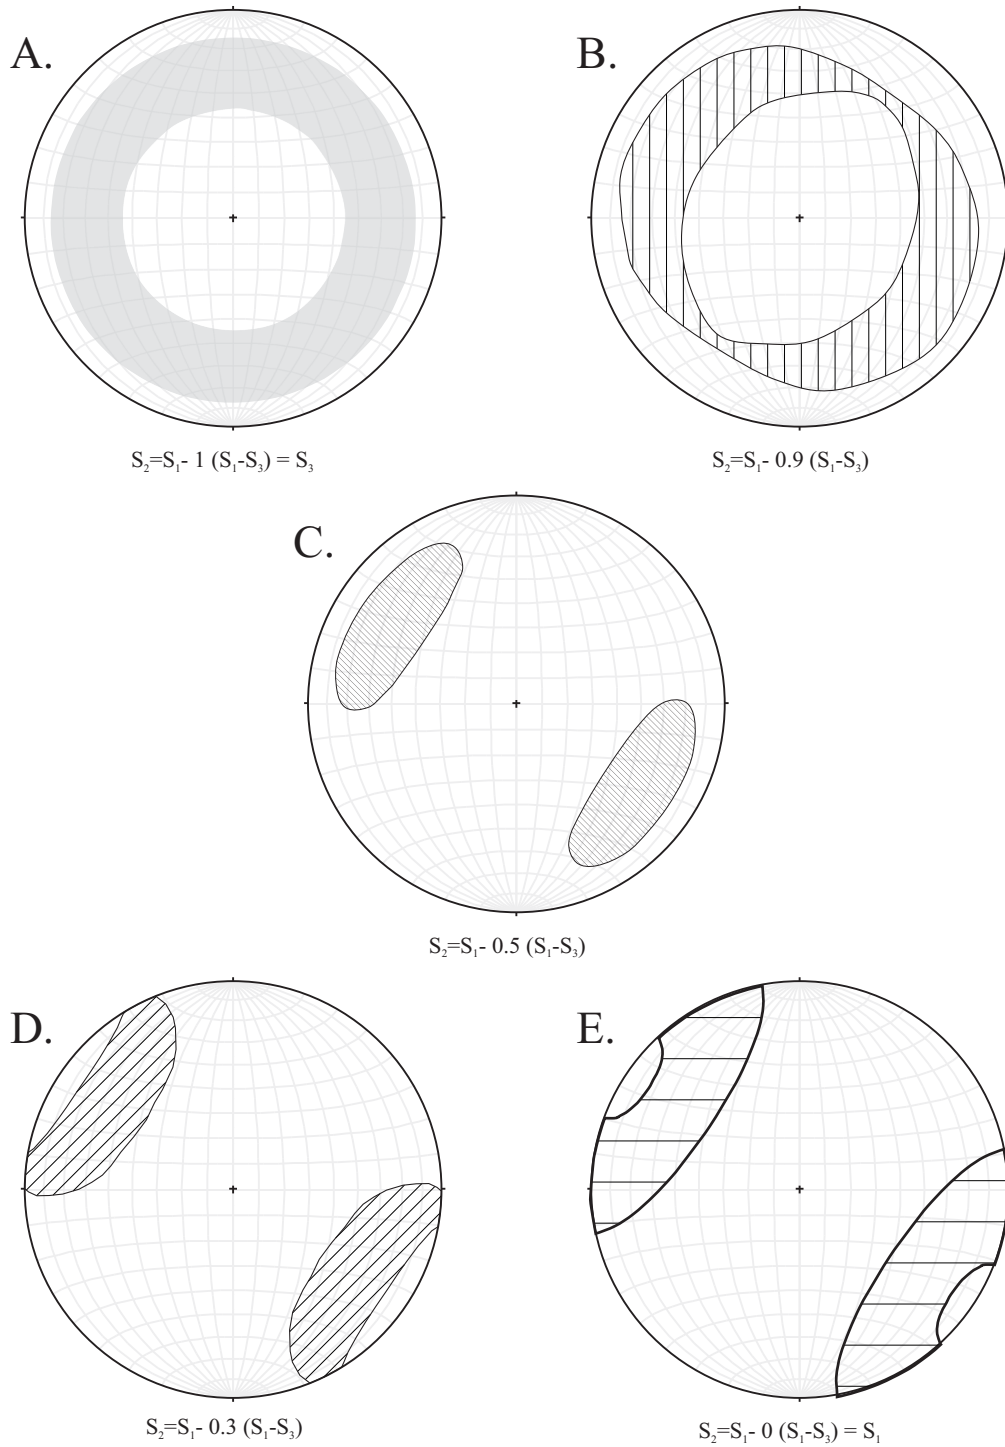 A.
B.
S₂=S₁- 1 (S₁-S₃) = S₃
S₂=S₁- 0.9 (S₁-S₃)
C.
S₂=S₁- 0.5 (S₁-S₃)
D.
E.
S₂=S₁- 0.3 (S₁-S₃)
S₂=S₁- 0 (S₁-S₃) = S₁